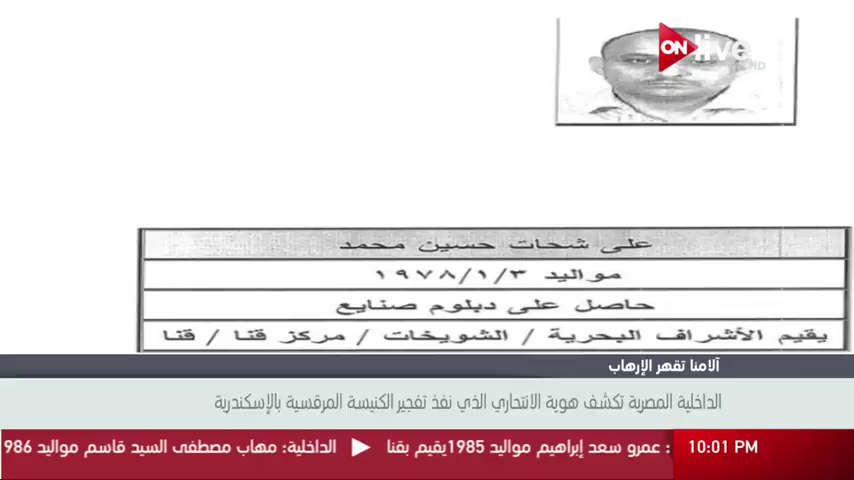 ON live
HD
على شحات حسين محمد
مواليد ١٩٧٨/١/٣
حاصل على دبلوم صنايع
يقيم الأشراف البحرية / الشويخات / مركز قنا / قنا
آلامنا تقهر الإرهاب
الداخلية المصرية تكشف هوية الانتحاري الذي نفذ تفجير الكنيسة المرقسية بالإسكندرية
: عمرو سعد إبراهيم مواليد 1985يقيم بقنا ◀ الداخلية: مهاب مصطفى السيد قاسم مواليد 986
10:01 PM